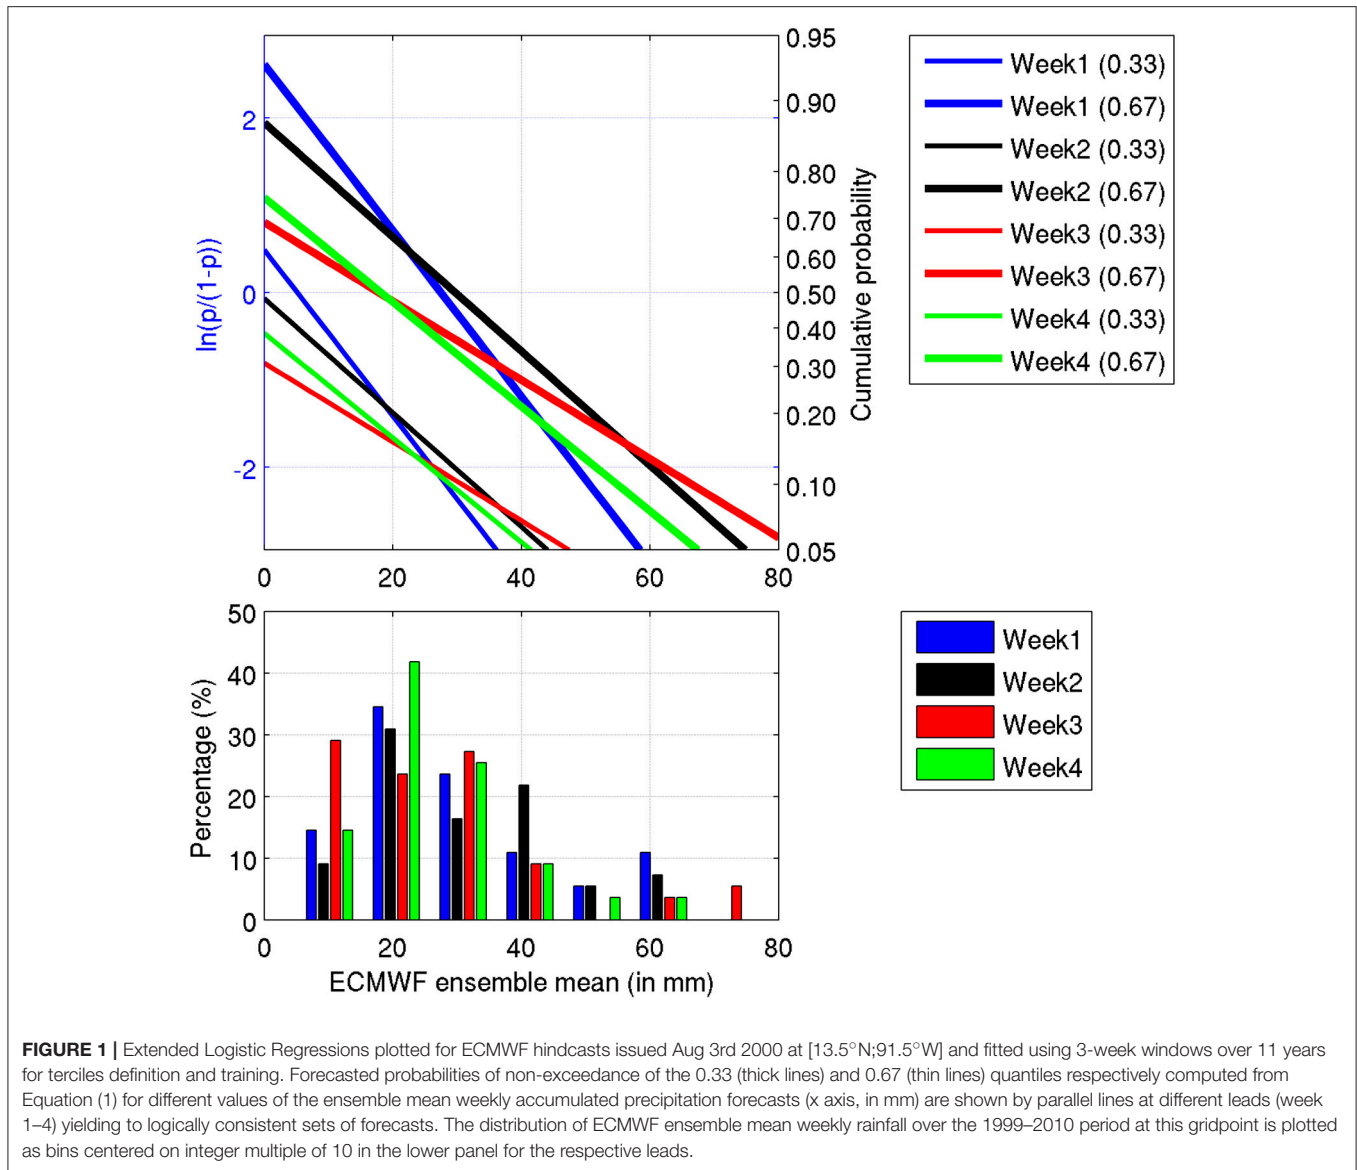 0.95
0.90
0.80
0.70
0.60
0.50
0.40
0.30
0.20
0.10
0.05
Cumulative probability
2
0
-2
ln(p/(1-p))
0 20 40 60 80
Week1 (0.33)
Week1 (0.67)
Week2 (0.33)
Week2 (0.67)
Week3 (0.33)
Week3 (0.67)
Week4 (0.33)
Week4 (0.67)
50
40
30
20
10
0
Percentage (%)
0 20 40 60 80
ECMWF ensemble mean (in mm)
Week1
Week2
Week3
Week4
FIGURE 1 | Extended Logistic Regressions plotted for ECMWF hindcasts issued Aug 3rd 2000 at [13.5°N;91.5°W] and fitted using 3-week windows over 11 years
for terciles definition and training. Forecasted probabilities of non-exceedance of the 0.33 (thick lines) and 0.67 (thin lines) quantiles respectively computed from
Equation (1) for different values of the ensemble mean weekly accumulated precipitation forecasts (x axis, in mm) are shown by parallel lines at different leads (week
1–4) yielding to logically consistent sets of forecasts. The distribution of ECMWF ensemble mean weekly rainfall over the 1999–2010 period at this gridpoint is plotted
as bins centered on integer multiple of 10 in the lower panel for the respective leads.